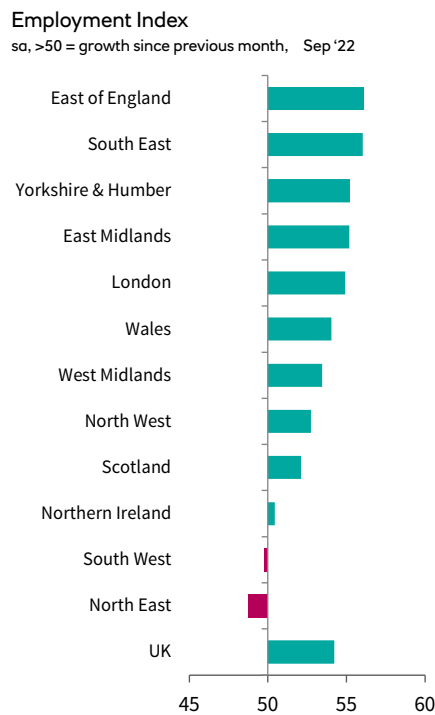 Employment Index
sa, >50 = growth since previous month, Sep ‘22
East of England
South East
Yorkshire & Humber
East Midlands
London
Wales
West Midlands
North West
Scotland
Northern Ireland
South West
North East
UK
45 50 55 60